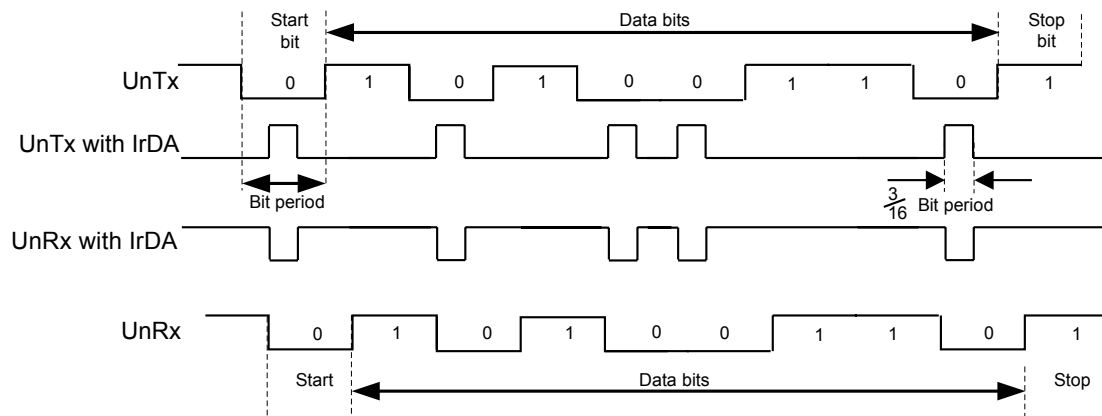 Start
bit
Data bits
Stop
bit
UnTx
0 1 0 1 0 0 1 1 0 1
UnTx with IrDA
Bit period
3/16 Bit period
UnRx with IrDA
UnRx
0 1 0 1 0 0 1 1 0 1
Start
Data bits
Stop